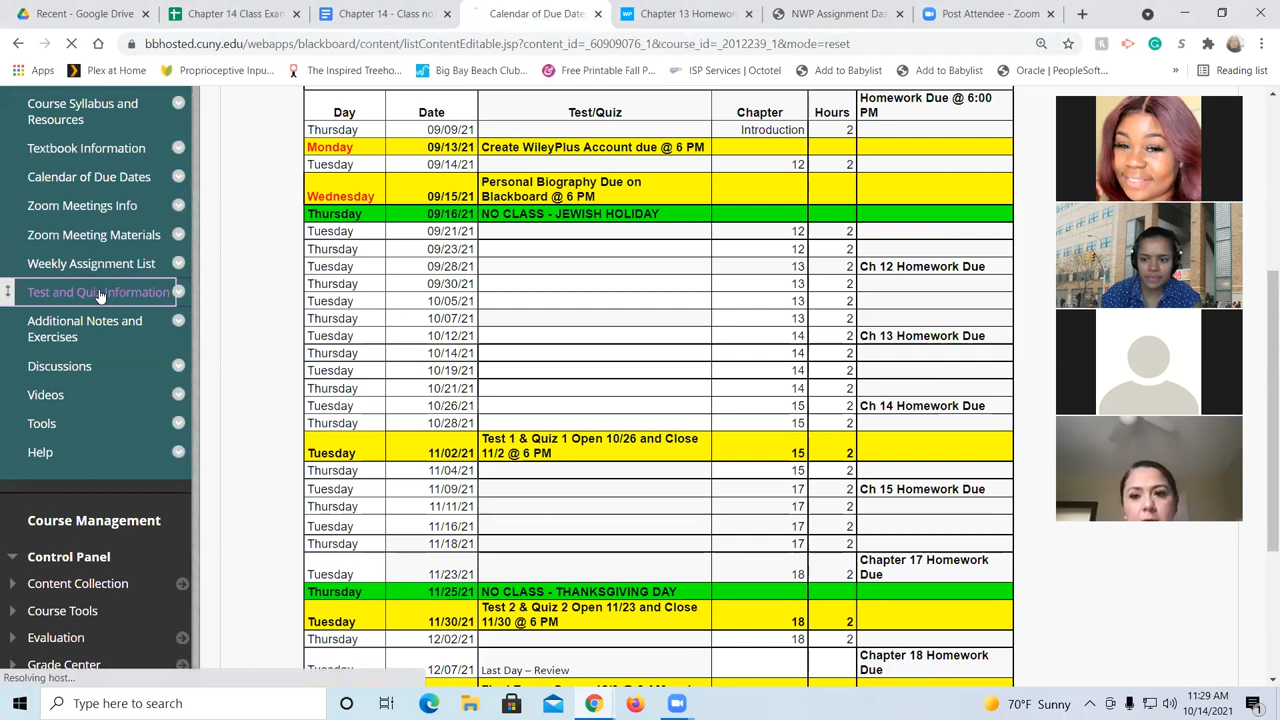 Recent - Google Drive
Chapter 14 Class Exam
Chapter 14 - Class no
Calendar of Due Date
Chapter 13 Homewor
NWP Assignment Da
Post Attendee - Zoom
bbhosted.cuny.edu/webapps/blackboard/contentlistContentEditable.jsp?content_id=_60909076_1&course_id=_2012239_1&mode=reset
Apps
Plex at Home
Proprioceptive Inpu...
The Inspired Treeho...
Big Bay Beach Club...
Free Printable Fall P...
ISP Services | Octotel
Add to Babylist
Add to Babylist
Oracle | PeopleSoft...
»
Reading list
Course Syllabus and
Resources
Textbook Information
Calendar of Due Dates
Zoom Meetings Info
Zoom Meeting Materials
Weekly Assignment List
Test and Quiz Information
Additional Notes and
Exercises
Discussions
Videos
Tools
Help
Course Management
Control Panel
Content Collection
Course Tools
Evaluation
Grade Center
Resolving host...
Day Date Test/Quiz Chapter Hours Homework Due @ 6:00 PM
Thursday 09/09/21 Introduction 2
Monday 09/13/21 Create WileyPlus Account due @ 6 PM
Tuesday 09/14/21 12 2
Wednesday 09/15/21 Personal Biography Due on Blackboard @ 6 PM
Thursday 09/16/21 NO CLASS - JEWISH HOLIDAY
Tuesday 09/21/21 12 2
Thursday 09/23/21 12 2
Tuesday 09/28/21 13 2 Ch 12 Homework Due
Thursday 09/30/21 13 2
Tuesday 10/05/21 13 2
Thursday 10/07/21 13 2
Tuesday 10/12/21 14 2 Ch 13 Homework Due
Thursday 10/14/21 14 2
Tuesday 10/19/21 14 2
Thursday 10/21/21 14 2
Tuesday 10/26/21 15 2 Ch 14 Homework Due
Thursday 10/28/21 15 2
Tuesday 11/02/21 Test 1 & Quiz 1 Open 10/26 and Close 11/2 @ 6 PM 15 2
Thursday 11/04/21 15 2
Tuesday 11/09/21 17 2 Ch 15 Homework Due
Thursday 11/11/21 17 2
Tuesday 11/16/21 17 2
Thursday 11/18/21 17 2
Tuesday 11/23/21 18 2 Chapter 17 Homework Due
Thursday 11/25/21 NO CLASS - THANKSGIVING DAY
Tuesday 11/30/21 Test 2 & Quiz 2 Open 11/23 and Close 11/30 @ 6 PM 18 2
Thursday 12/02/21 18 2
Tuesday 12/07/21 Last Day – Review Chapter 18 Homework Due
Type here to search
70°F Sunny
11:29 AM
10/14/2021
1